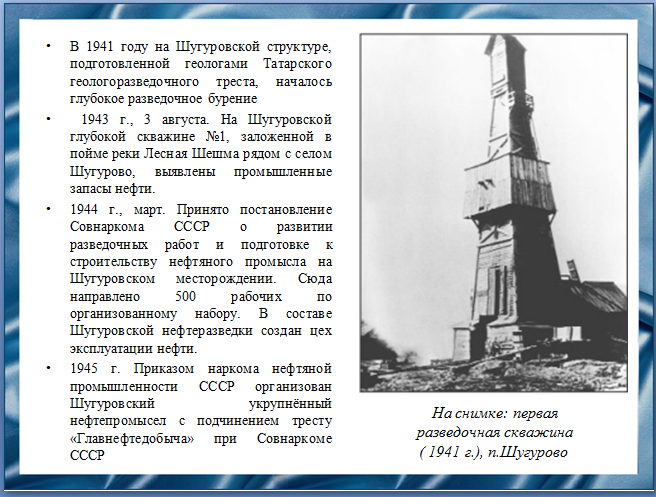 • В 1941 году на Шугуровской структуре,
подготовленной геологами Татарского
геологоразведочного треста, началось
глубокое разведочное бурение
• 1943 г., 3 августа. На Шугуровской
глубокой скважине №1, заложенной в
пойме реки Лесная Шешма рядом с селом
Шугурово, выявлены промышленные
запасы нефти.
• 1944 г., март. Принято постановление
Совнаркома СССР о развитии
разведочных работ и подготовке к
строительству нефтяного промысла на
Шугуровском месторождении. Сюда
направлено 500 рабочих по
организованному набору. В составе
Шугуровской нефтеразведки создан цех
эксплуатации нефти.
• 1945 г. Приказом наркома нефтяной
промышленности СССР организован
Шугуровский укрупнённый
нефтепромысел с подчинением тресту
«Главнефтедобыча» при Совнаркоме
СССР
На снимке: первая
разведочная скважина
( 1941 г.), п.Шугурово